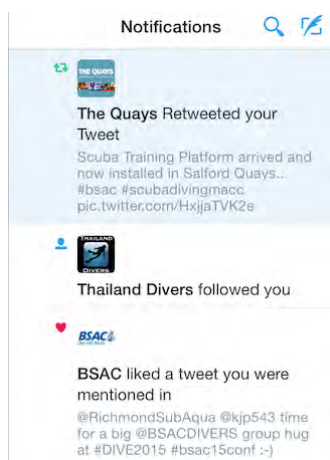 Notifications
THE QUAYS
The Quays Retweeted your
Tweet
Scuba Training Platform arrived and
now installed in Salford Quays..
#bsac #scubadivingmacc
pic.twitter.com/HxjjaTVK2e
THAILAND
DIVERS
Thailand Divers followed you
BSAC
BSAC liked a tweet you were
mentioned in
@RichmondSubAqua @kjp543 time
for a big @BSACDIVERS group hug
at #DIVE2015 #bsac15conf :-)